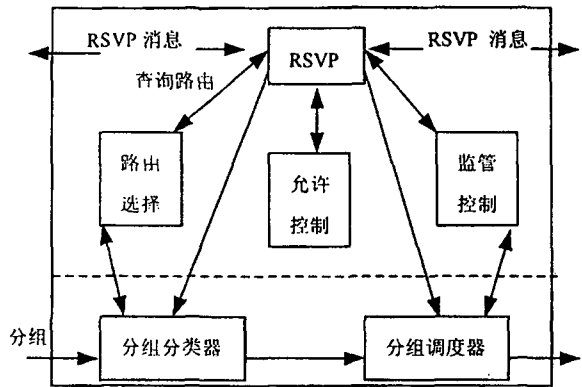 RSVP 消息
RSVP
RSVP 消息
查询路由
路由
选择
允许
控制
监管
控制
分组
分组分类器
分组调度器